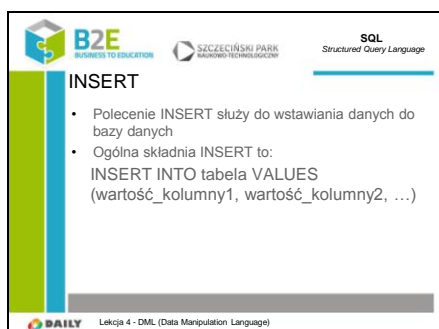 B2E
BUSINESS TO EDUCATION
SZCZECIŃSKI PARK
NAUKOWO-TECHNOLOGICZNY
SQL
Structured Query Language
INSERT
• Polecenie INSERT służy do wstawiania danych do
bazy danych
• Ogólna składnia INSERT to:
INSERT INTO tabela VALUES
(wartość_kolumny1, wartość_kolumny2, …)
DAILY
Lekcja 4 - DML (Data Manipulation Language)